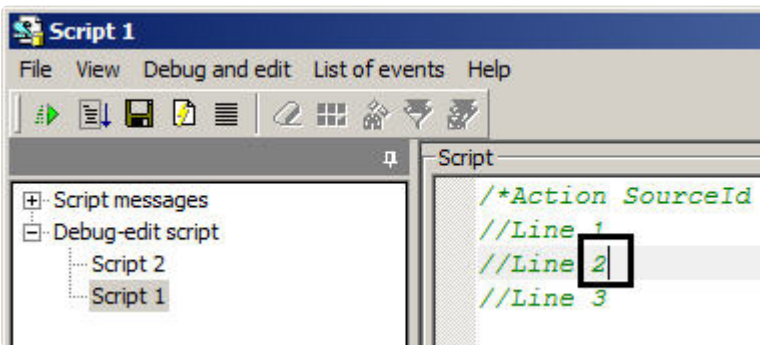 Script 1
File View Debug and edit List of events Help
Script
Script messages
Debug-edit script
Script 2
Script 1
/*Action SourceId
//Line 1
//Line 2
//Line 3